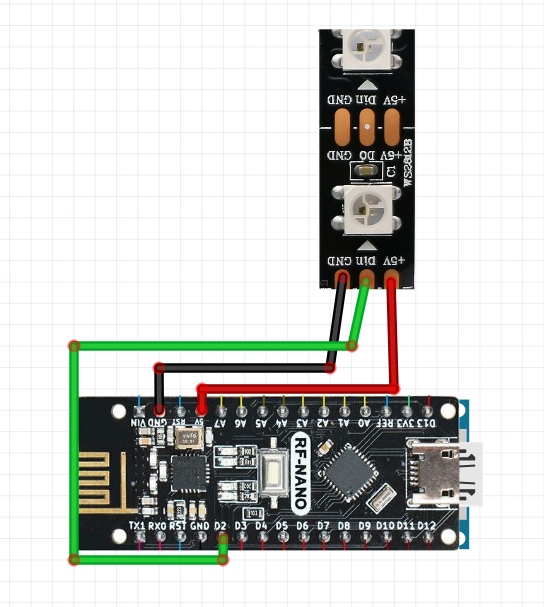 GND Din +5V
GND DO +5V
C1
WS2812B
GND Din +5V
VIN GND RST 5V A7 A6 A5 A4 A3 A2 A1 A0 REF 3V3 D13
RF-NANO
TX1 RX0 RST GND D2 D3 D4 D5 D6 D7 D8 D9 D10 D11 D12